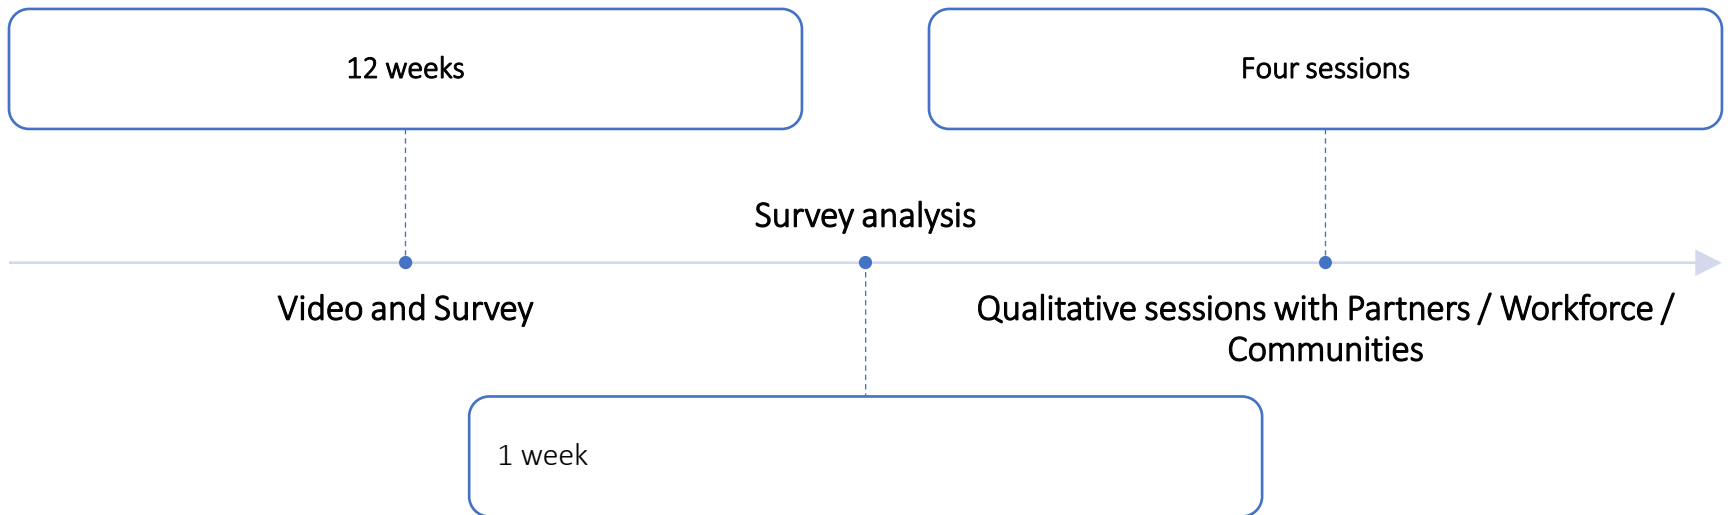 12 weeks
Four sessions
Survey analysis
Video and Survey
Qualitative sessions with Partners / Workforce /
Communities
1 week